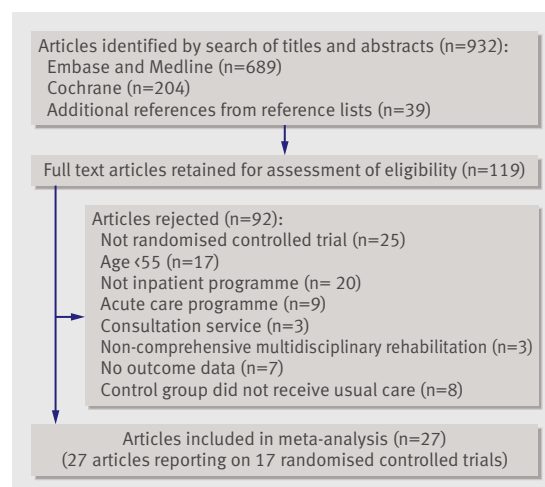 Articles identified by search of titles and abstracts (n=932):
Embase and Medline (n=689)
Cochrane (n=204)
Additional references from reference lists (n=39)
Full text articles retained for assessment of eligibility (n=119)
Articles rejected (n=92):
Not randomised controlled trial (n=25)
Age <55 (n=17)
Not inpatient programme (n= 20)
Acute care programme (n=9)
Consultation service (n=3)
Non-comprehensive multidisciplinary rehabilitation (n=3)
No outcome data (n=7)
Control group did not receive usual care (n=8)
Articles included in meta-analysis (n=27)
(27 articles reporting on 17 randomised controlled trials)